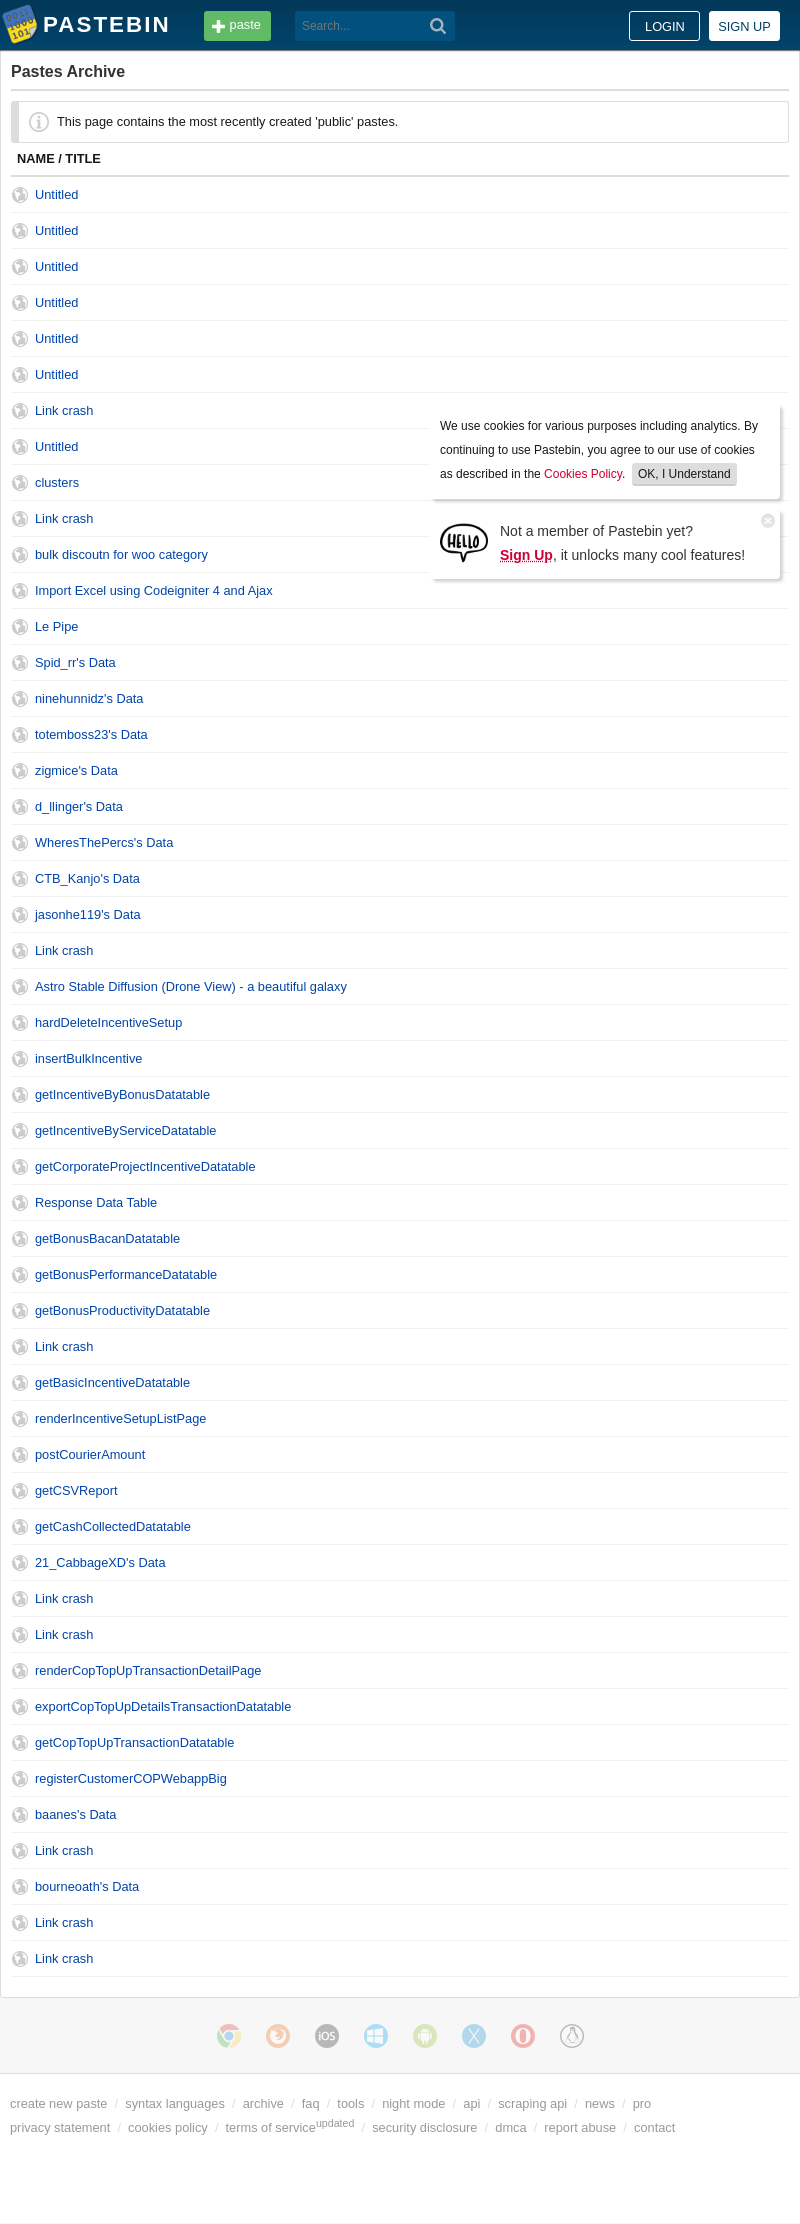 PASTEBIN
paste
Search...
LOGIN
SIGN UP
Pastes Archive
This page contains the most recently created 'public' pastes.
NAME / TITLE
Untitled
Untitled
Untitled
Untitled
Untitled
Untitled
Link crash
Untitled
clusters
Link crash
bulk discoutn for woo category
Import Excel using Codeigniter 4 and Ajax
Le Pipe
Spid_rr's Data
ninehunnidz's Data
totemboss23's Data
zigmice's Data
d_llinger's Data
WheresThePercs's Data
CTB_Kanjo's Data
jasonhe119's Data
Link crash
Astro Stable Diffusion (Drone View) - a beautiful galaxy
hardDeleteIncentiveSetup
insertBulkIncentive
getIncentiveByBonusDatatable
getIncentiveByServiceDatatable
getCorporateProjectIncentiveDatatable
Response Data Table
getBonusBacanDatatable
getBonusPerformanceDatatable
getBonusProductivityDatatable
Link crash
getBasicIncentiveDatatable
renderIncentiveSetupListPage
postCourierAmount
getCSVReport
getCashCollectedDatatable
21_CabbageXD's Data
Link crash
Link crash
renderCopTopUpTransactionDetailPage
exportCopTopUpDetailsTransactionDatatable
getCopTopUpTransactionDatatable
registerCustomerCOPWebappBig
baanes's Data
Link crash
bourneoath's Data
Link crash
Link crash
We use cookies for various purposes including analytics. By
continuing to use Pastebin, you agree to our use of cookies
as described in the Cookies Policy. OK, I Understand
HELLO
Not a member of Pastebin yet?
Sign Up, it unlocks many cool features!
iOS
create new paste / syntax languages / archive / faq / tools / night mode / api / scraping api / news / pro
privacy statement / cookies policy / terms of service updated / security disclosure / dmca / report abuse / contact